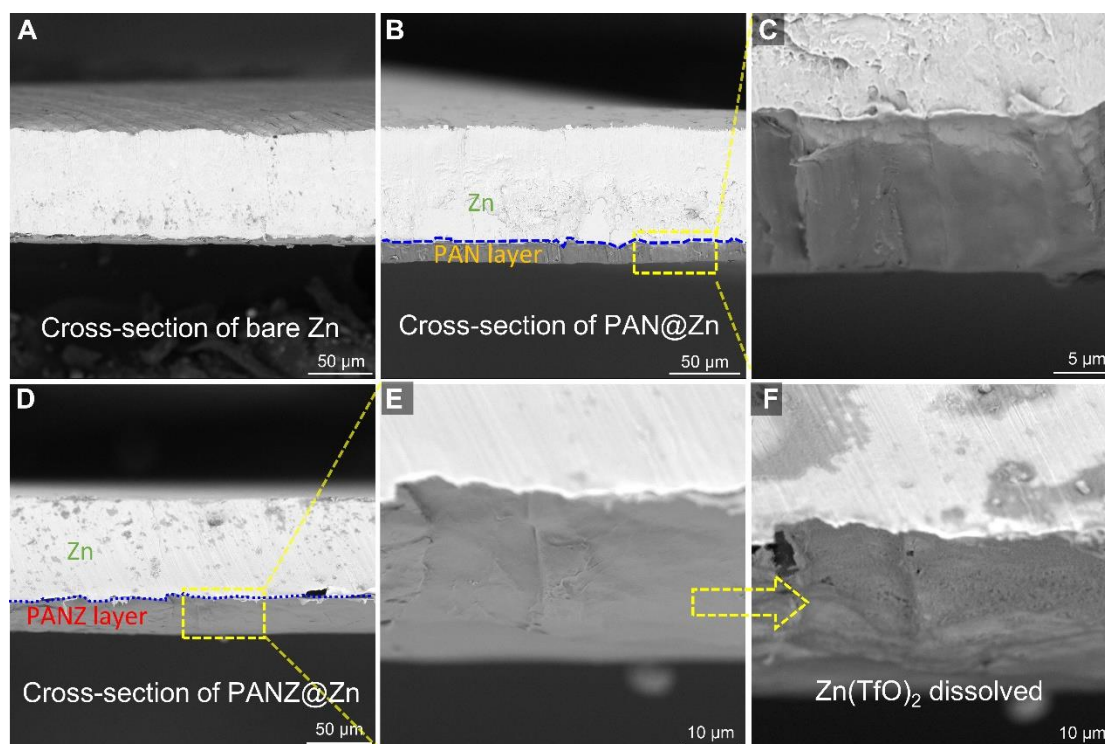 A
B
C
Zn
PAN layer
Cross-section of bare Zn
50 μm
Cross-section of PAN@Zn
50 μm
5 μm
D
E
F
Zn
PANZ layer
Cross-section of PANZ@Zn
50 μm
10 μm
Zn(TfO)₂ dissolved
10 μm